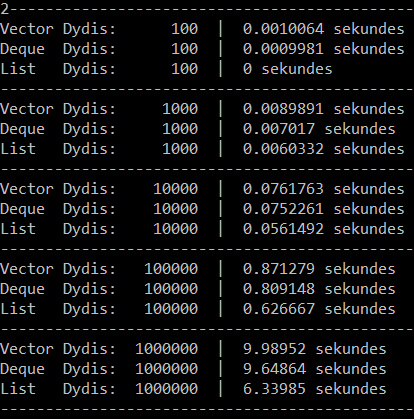 2---------------------------------------------
Vector Dydis:     100  |  0.0010064 sekundes
Deque  Dydis:     100  |  0.0009981 sekundes
List   Dydis:     100  |  0 sekundes
----------------------------------------------
Vector Dydis:    1000  |  0.0089891 sekundes
Deque  Dydis:    1000  |  0.007017 sekundes
List   Dydis:    1000  |  0.0060332 sekundes
----------------------------------------------
Vector Dydis:   10000  |  0.0761763 sekundes
Deque  Dydis:   10000  |  0.0752261 sekundes
List   Dydis:   10000  |  0.0561492 sekundes
----------------------------------------------
Vector Dydis:  100000  |  0.871279 sekundes
Deque  Dydis:  100000  |  0.809148 sekundes
List   Dydis:  100000  |  0.626667 sekundes
----------------------------------------------
Vector Dydis: 1000000  |  9.98952 sekundes
Deque  Dydis: 1000000  |  9.64864 sekundes
List   Dydis: 1000000  |  6.33985 sekundes
----------------------------------------------